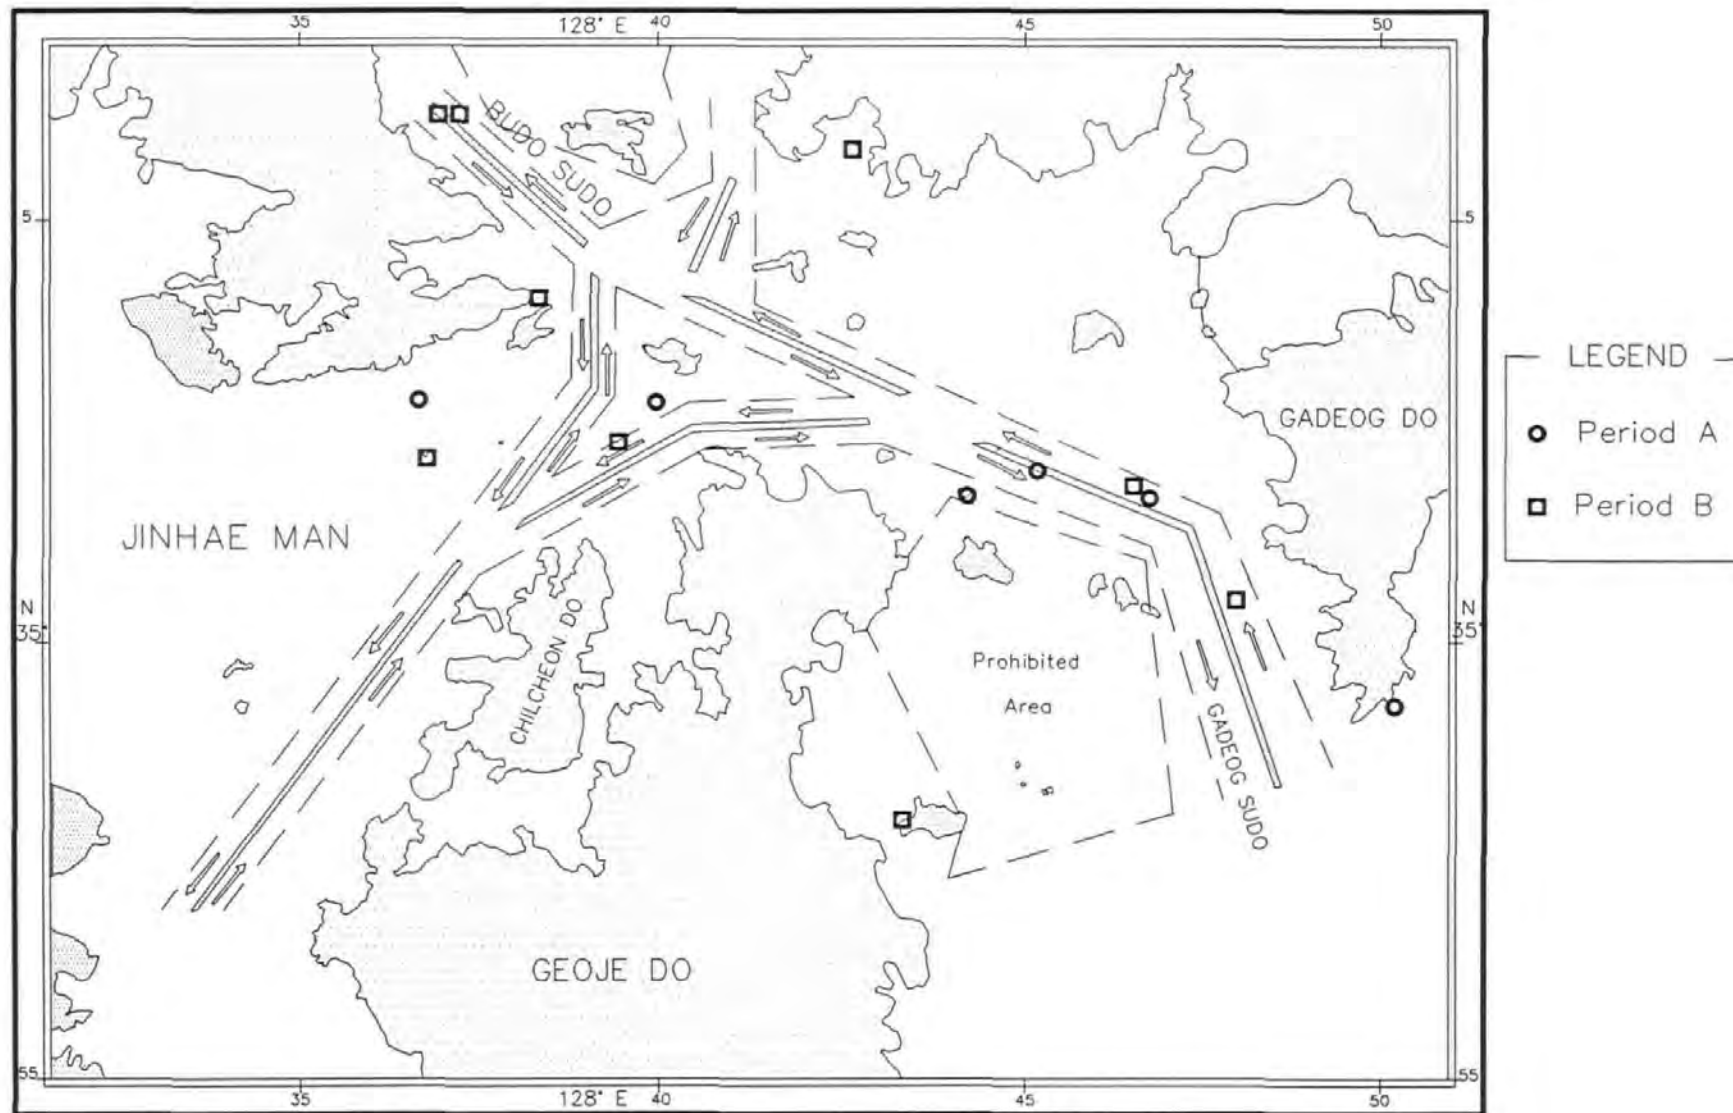 35
128° E
40
45
50
BUDO SUDO
5
5
LEGEND
GADEOG DO
Period A
Period B
JINHAE MAN
N
35°
N
35°
CHILCHEON DO
Prohibited
Area
GADEOG SUDO
GEOJE DO
55
55
35
128° E
40
45
50